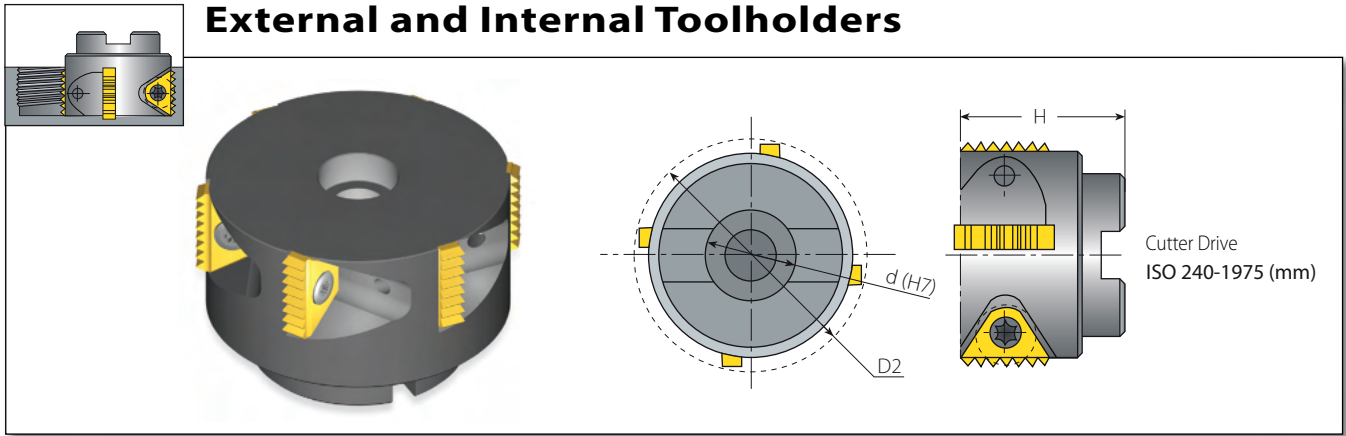 External and Internal Toolholders
H
d (H7)
D2
Cutter Drive
ISO 240-1975 (mm)